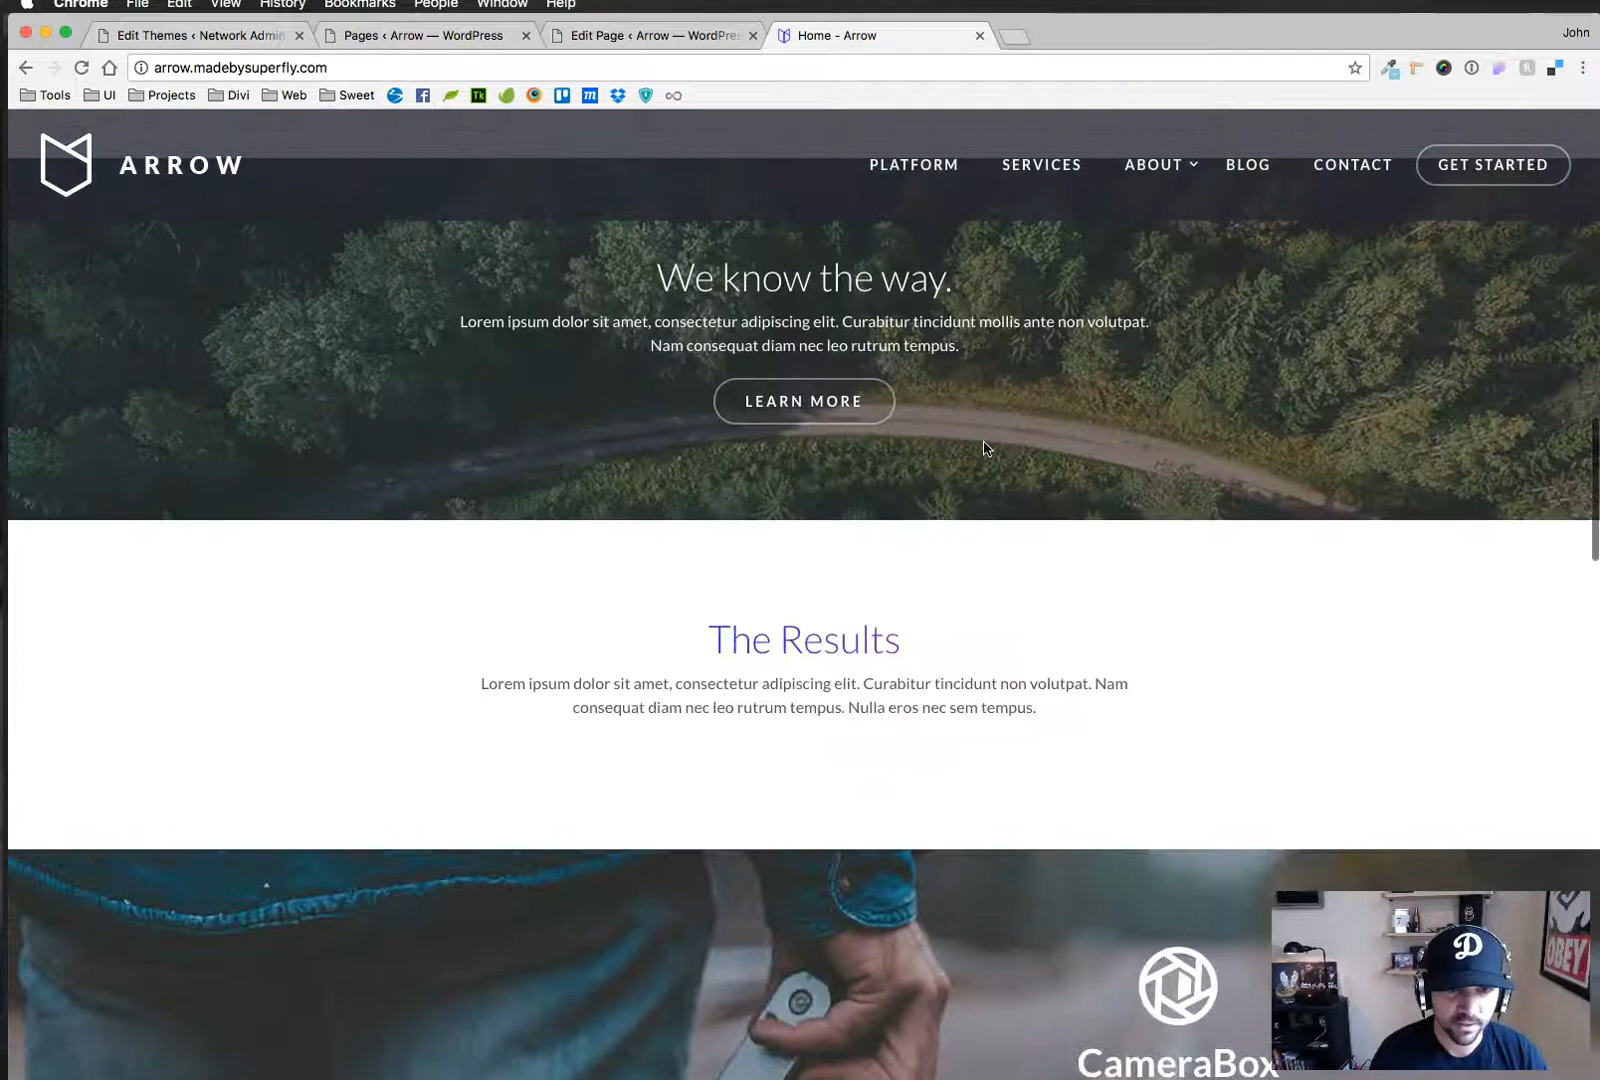 Chrome File Edit View History Bookmarks People Window Help
Edit Themes ‹ Network Admin
Pages ‹ Arrow — WordPress
Edit Page ‹ Arrow — WordPres
Home - Arrow
John
arrow.madebysuperfly.com
Tools UI Projects Divi Web Sweet
ARROW
PLATFORM SERVICES ABOUT BLOG CONTACT GET STARTED
We know the way.
Lorem ipsum dolor sit amet, consectetur adipiscing elit. Curabitur tincidunt mollis ante non volutpat.
Nam consequat diam nec leo rutrum tempus.
LEARN MORE
The Results
Lorem ipsum dolor sit amet, consectetur adipiscing elit. Curabitur tincidunt non volutpat. Nam
consequat diam nec leo rutrum tempus. Nulla eros nec sem tempus.
CameraBox
D
OBEY